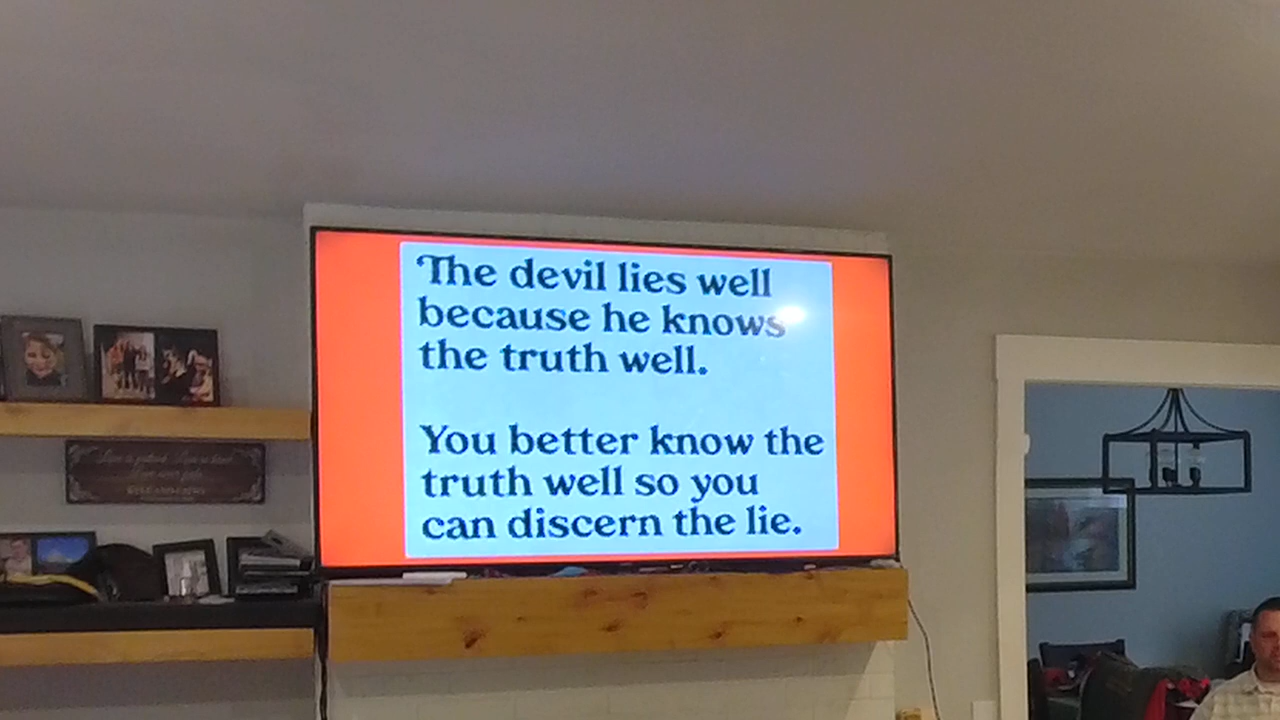 The devil lies well
because he knows
the truth well.
You better know the
truth well so you
can discern the lie.